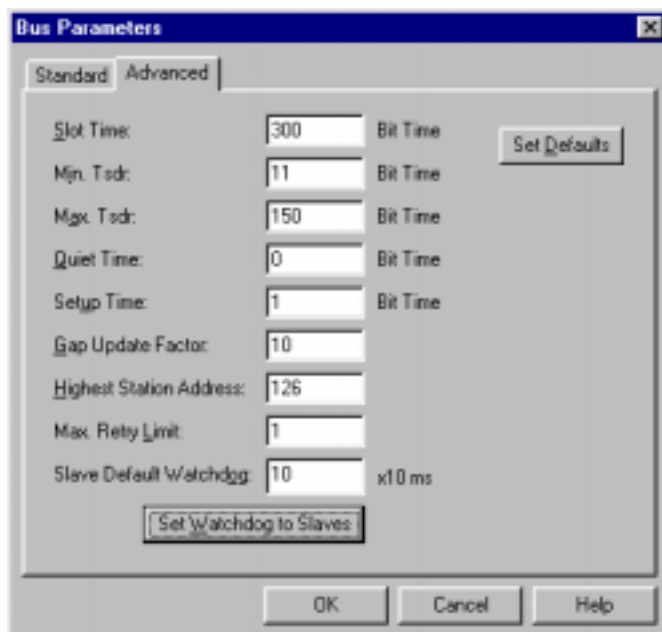 Bus Parameters
Standard Advanced
Slot Time: 300 Bit Time Set Defaults
Min. Tsdr: 11 Bit Time
Max. Tsdr: 150 Bit Time
Quiet Time: 0 Bit Time
Setup Time: 1 Bit Time
Gap Update Factor: 10
Highest Station Address: 126
Max. Retry Limit: 1
Slave Default Watchdog: 10 x10 ms
Set Watchdog to Slaves
OK Cancel Help